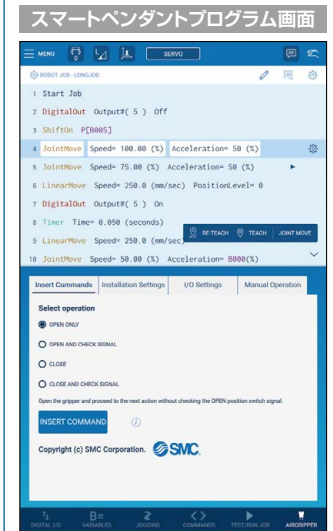 スマートペンダントプログラム画面
MENU
0
SERVO
ROBOT JOB - LONGJOB
1 Start Job
2 DigitalOut Output#( 5 ) Off
3 ShiftOn P[B005]
4 JointMove Speed= 100.00 (%) Acceleration= 50 (%)
5 JointMove Speed= 75.00 (%) Acceleration= 50 (%)
6 LinearMove Speed= 250.0 (mm/sec) PositionLevel= 0
7 DigitalOut Output#( 5 ) On
8 Timer Time= 0.050 (seconds)
RE-TEACH TEACH JOINT MOVE
9 LinearMove Speed= 250.0 (mm/sec)
10 JointMove Speed= 50.00 (%) Acceleration= B000(%)
Insert Commands Installation Settings I/O Settings Manual Operation
Select operation
OPEN ONLY
OPEN AND CHECK SIGNAL
CLOSE
CLOSE AND CHECK SIGNAL
Open the gripper and proceed to the next action without checking the OPEN position switch signal.
INSERT COMMAND
Copyright (c) SMC Corporation. SMC.
DIGITAL I/O VARIABLES JOGGING COMMANDS TEST/RUN JOB AIRGRIPPER